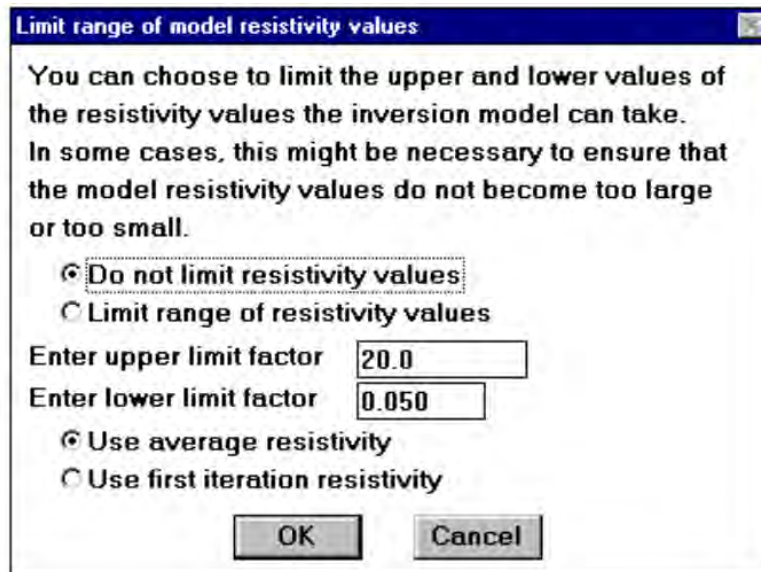 Limit range of model resistivity values
You can choose to limit the upper and lower values of
the resistivity values the inversion model can take.
In some cases, this might be necessary to ensure that
the model resistivity values do not become too large
or too small.
Do not limit resistivity values
Limit range of resistivity values
Enter upper limit factor 20.0
Enter lower limit factor 0.050
Use average resistivity
Use first iteration resistivity
OK Cancel